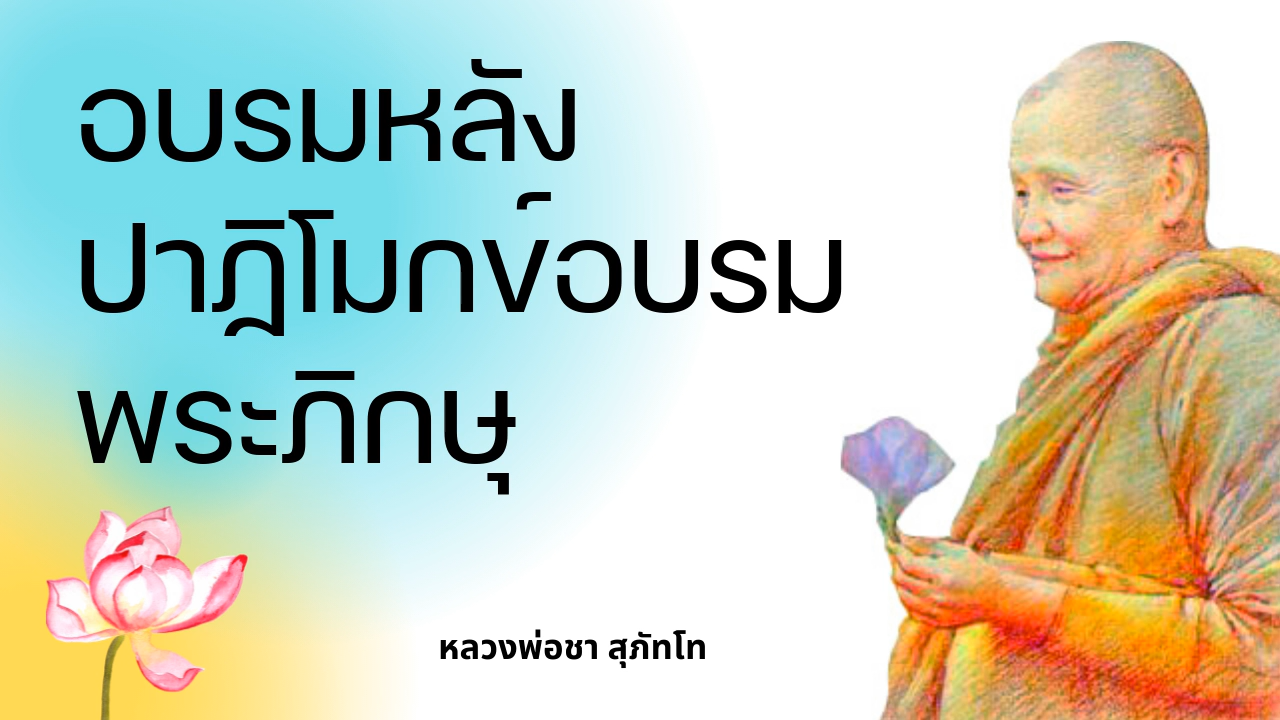 อบรมหลัง
ปาฎิโมกข์อบรม
พระภิกษุ
หลวงพ่อชา สุภัทโท